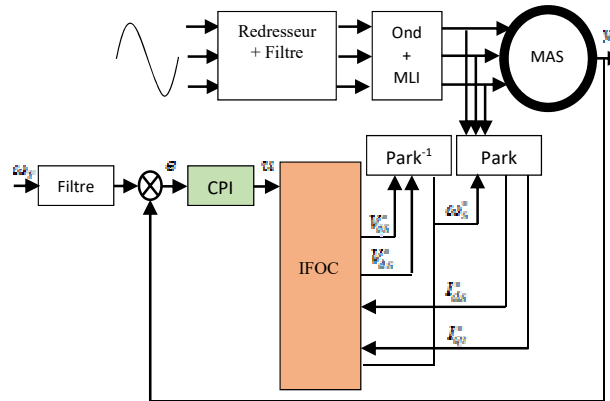 Redresseur
+ Filtre
Ond
+
MLI
MAS
Park⁻¹
Park
Filtre
e
CPI
u
IFOC